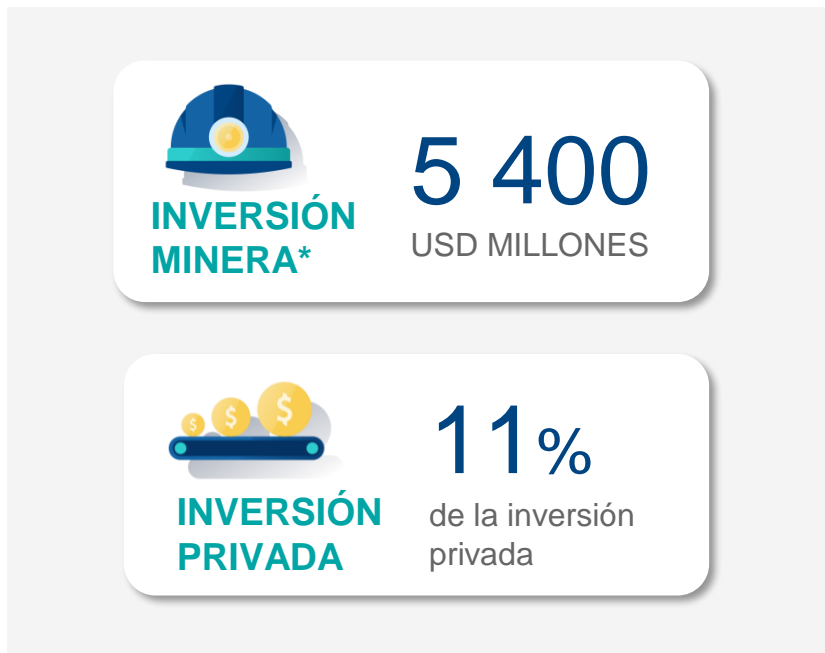 INVERSIÓN
MINERA*
5 400
USD MILLONES
$ $ $
INVERSIÓN
PRIVADA
11%
de la inversión
privada